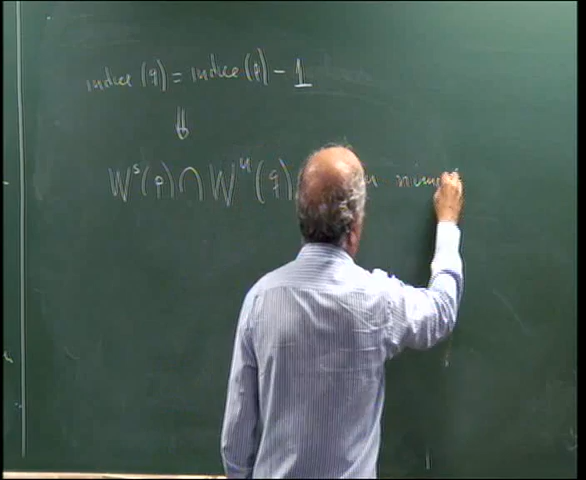 indice (q) = indice (p) - 1
⇓
W^s(p) ∩ W^u(q)